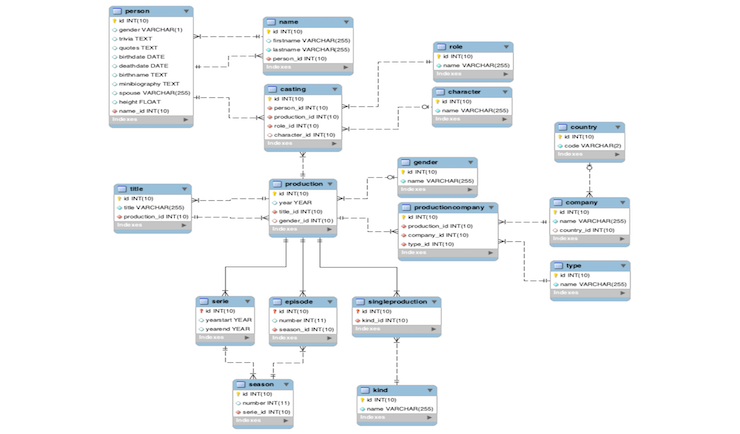 person
id INT(10)
gender VARCHAR(1)
trivia TEXT
quotes TEXT
birthdate DATE
deathdate DATE
birthname TEXT
minibiography TEXT
spouse VARCHAR(255)
height FLOAT
name_id INT(10)
Indexes
name
id INT(10)
firstname VARCHAR(255)
lastname VARCHAR(255)
person_id INT(10)
Indexes
role
id INT(10)
name VARCHAR(255)
Indexes
casting
id INT(10)
person_id INT(10)
production_id INT(10)
role_id INT(10)
character_id INT(10)
Indexes
character
id INT(10)
name VARCHAR(255)
Indexes
country
id INT(10)
code VARCHAR(2)
Indexes
title
id INT(10)
title VARCHAR(255)
production_id INT(10)
Indexes
production
id INT(10)
year YEAR
title_id INT(10)
gender_id INT(10)
Indexes
gender
id INT(10)
name VARCHAR(255)
Indexes
productioncompany
id INT(10)
production_id INT(10)
company_id INT(10)
type_id INT(10)
Indexes
company
id INT(10)
name VARCHAR(255)
country_id INT(10)
Indexes
type
id INT(10)
name VARCHAR(255)
Indexes
serie
id INT(10)
yearstart YEAR
yearend YEAR
Indexes
episode
id INT(10)
number INT(11)
season_id INT(10)
Indexes
singleproduction
id INT(10)
kind_id INT(10)
Indexes
season
id INT(10)
number INT(11)
serie_id INT(10)
Indexes
kind
id INT(10)
name VARCHAR(255)
Indexes